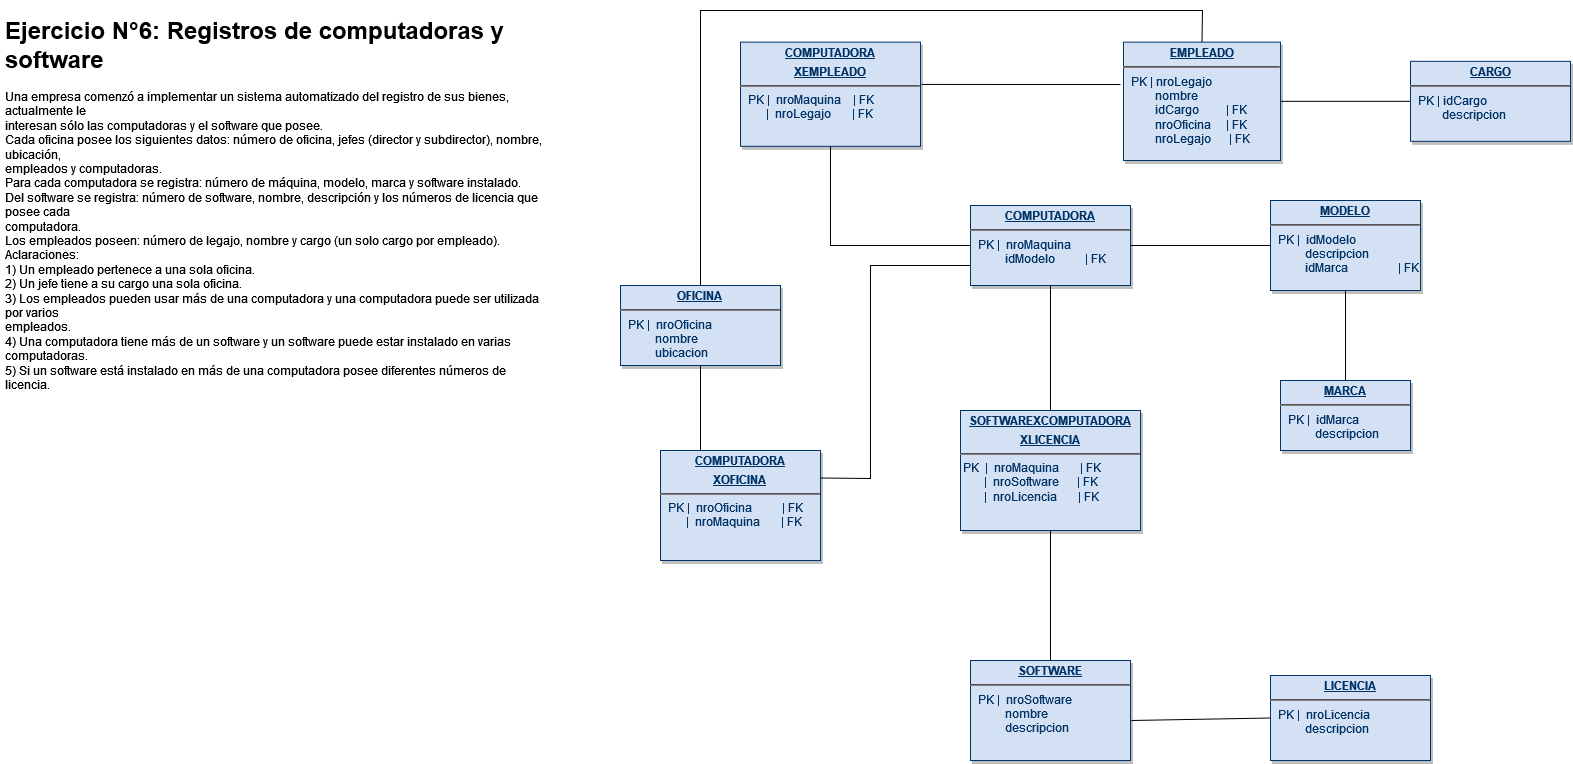 Ejercicio N°6: Registros de computadoras y
software
Una empresa comenzó a implementar un sistema automatizado del registro de sus bienes,
actualmente le
interesan sólo las computadoras y el software que posee.
Cada oficina posee los siguientes datos: número de oficina, jefes (director y subdirector), nombre,
ubicación,
empleados y computadoras.
Para cada computadora se registra: número de máquina, modelo, marca y software instalado.
Del software se registra: número de software, nombre, descripción y los números de licencia que
posee cada
computadora.
Los empleados poseen: número de legajo, nombre y cargo (un solo cargo por empleado).
Aclaraciones:
1) Un empleado pertenece a una sola oficina.
2) Un jefe tiene a su cargo una sola oficina.
3) Los empleados pueden usar más de una computadora y una computadora puede ser utilizada
por varios
empleados.
4) Una computadora tiene más de un software y un software puede estar instalado en varias
computadoras.
5) Si un software está instalado en más de una computadora posee diferentes números de
licencia.
COMPUTADORA
XEMPLEADO
PK | nroMaquina | FK
| nroLegajo | FK
EMPLEADO
PK | nroLegajo
nombre
idCargo | FK
nroOficina | FK
nroLegajo | FK
CARGO
PK | idCargo
descripcion
COMPUTADORA
PK | nroMaquina
idModelo | FK
MODELO
PK | idModelo
descripcion
idMarca | FK
OFICINA
PK | nroOficina
nombre
ubicacion
MARCA
PK | idMarca
descripcion
COMPUTADORA
XOFICINA
PK | nroOficina | FK
| nroMaquina | FK
SOFTWAREXCOMPUTADORA
XLICENCIA
PK | nroMaquina | FK
| nroSoftware | FK
| nroLicencia | FK
SOFTWARE
PK | nroSoftware
nombre
descripcion
LICENCIA
PK | nroLicencia
descripcion